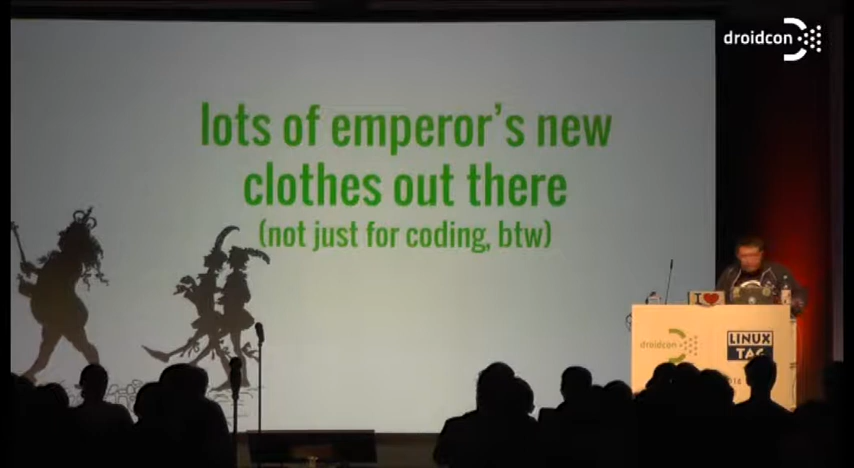 droidcon
lots of emperor's new
clothes out there
(not just for coding, btw)
I
droidcon
LINUX
TAG